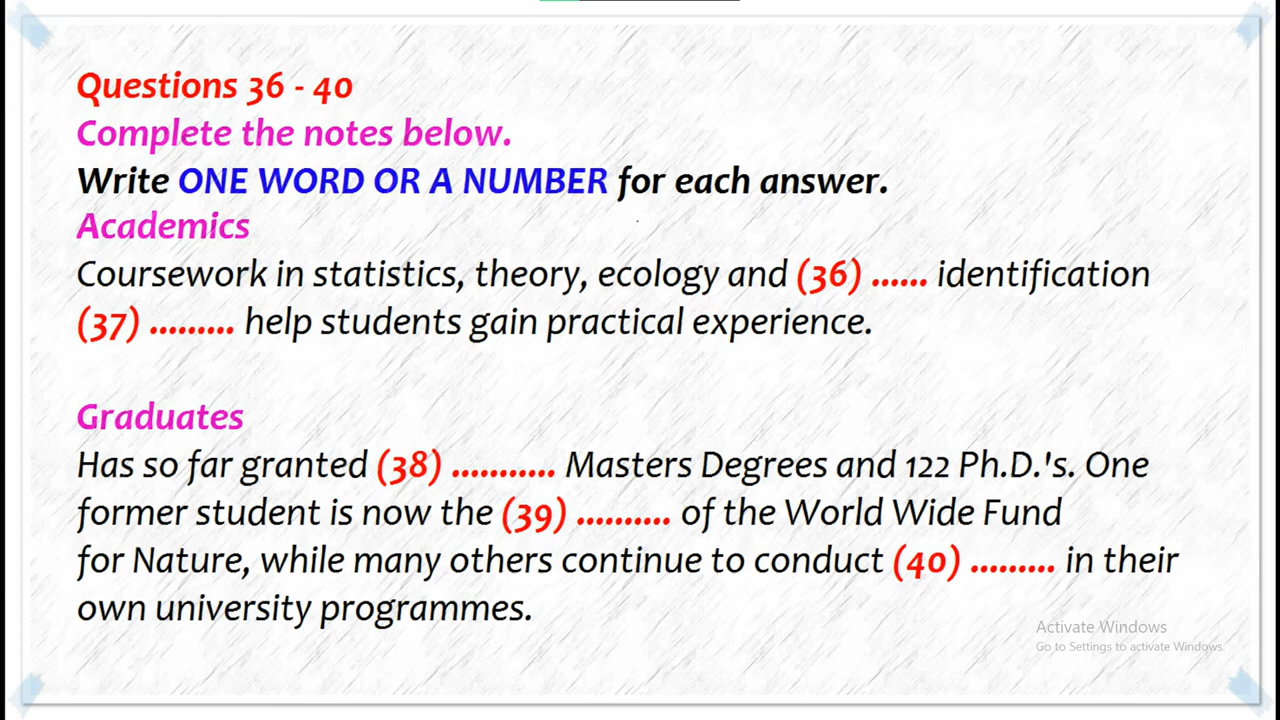 Questions 36 - 40
Complete the notes below.
Write ONE WORD OR A NUMBER for each answer.
Academics
Coursework in statistics, theory, ecology and (36) ...... identification
(37) ......... help students gain practical experience.
Graduates
Has so far granted (38) ........... Masters Degrees and 122 Ph.D.'s. One
former student is now the (39) .......... of the World Wide Fund
for Nature, while many others continue to conduct (40) ......... in their
own university programmes.
Activate Windows
Go to Settings to activate Windows.